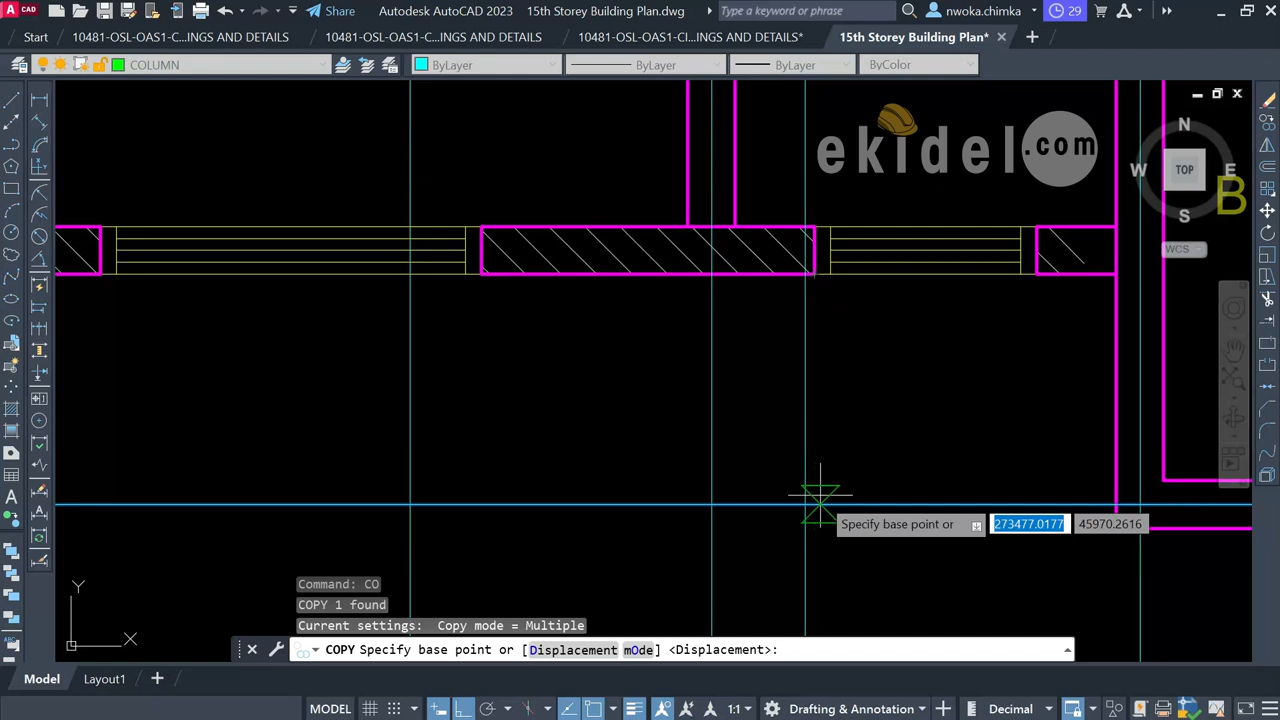 A CAD Share Autodesk AutoCAD 2023 15th Storey Building Plan.dwg Type a keyword or phrase nwoka.chimka 29
Start 10481-OSL-OAS1-C...INGS AND DETAILS 10481-OSL-OAS1-C...INGS AND DETAILS 10481-OSL-OAS1-CI...INGS AND DETAILS* 15th Storey Building Plan*
COLUMN ByLayer ByLayer ByLayer ByColor
ekidel.com
N
W TOP E
S
B
WCS
Specify base point or 273477.0177 45970.2616
Y
X
Command: CO
COPY 1 found
Current settings: Copy mode = Multiple
COPY Specify base point or [Displacement mOde] <Displacement>:
Model Layout1
MODEL 1:1 Drafting & Annotation Decimal